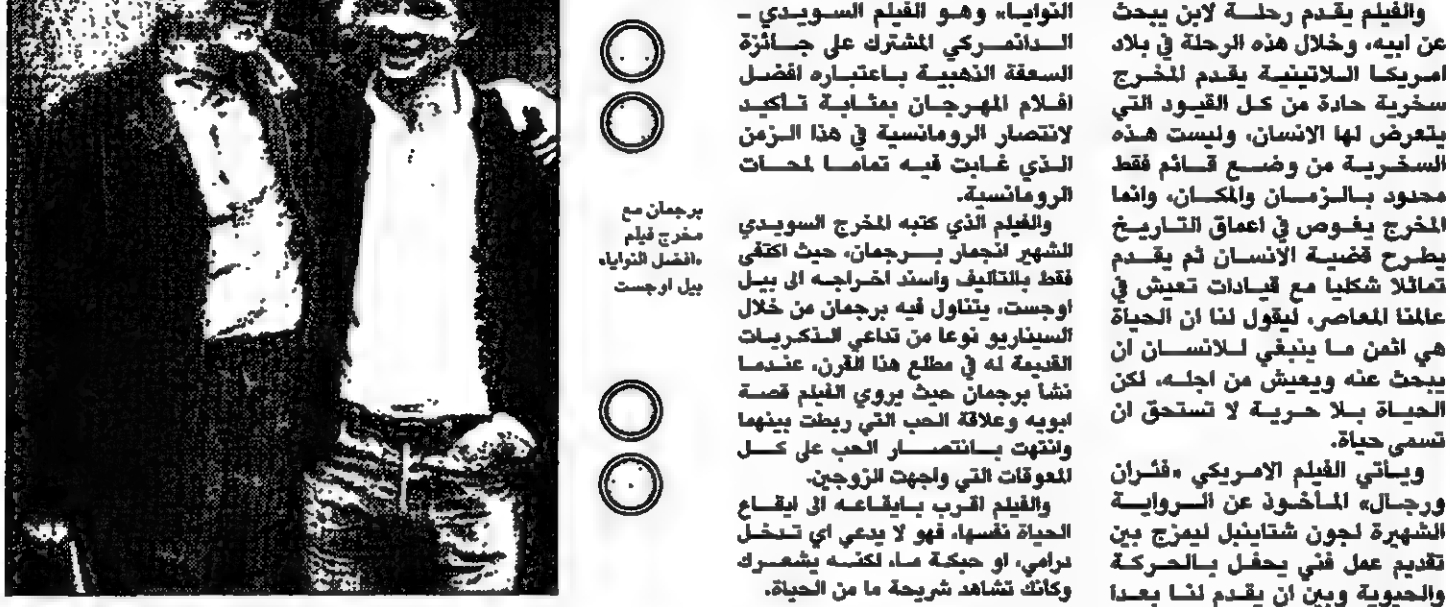 والفيلم يقدم رحلة لابن يبحث
عن ابيه، وخلال هذه الرحلة في بلاد
امريكا اللاتينية يقدم المخرج
سخرية حادة من كل القيود التي
يتعرض لها الانسان، وليست هذه
السخرية من وضع قائم فقط
محدود بالزمان والمكان، وانما
المخرج يغوص في اعماق التاريخ
يطرح قضية الانسان ثم يقدم
تماثلا شكليا مع قيادات تعيش في
عالمنا المعاصر، ليقول لنا ان الحياة
هي اثمن ما ينبغي للانسان ان
يبحث عنه ويعيش من اجله، لكن
الحياة بلا حرية لا تستحق ان
تسمى حياة.
ويأتي الفيلم الامريكي «فئران
ورجال» المأخوذ عن الرواية
الشهيرة لجون شتاينبل ليمزج بين
تقديم عمل فني يحفل بالحركة
والحيوية وبين ان يقدم لنا بعدا
النوايا» وهو الفيلم السويدي ـ
الدانمركي المشترك على جائزة
السعفة الذهبية باعتباره افضل
افلام المهرجان بمثابة تأكيد
لانتصار الرومانسية في هذا الزمن
الذي غابت فيه تماما لمحات
الرومانسية.
والفيلم الذي كتبه المخرج السويدي
الشهير انجمار برجمان، حيث اكتفى
فقط بالتأليف واسند اخراجه الى بيل
اوجست، يتناول فيه برجمان من خلال
السيناريو نوعا من تداعي الذكريات
القديمة له في مطلع هذا القرن، عندما
نشأ برجمان حيث يروي الفيلم قصة
ابويه وعلاقة الحب التي ربطت بينهما
وانتهت بانتصار الحب على كل
المعوقات التي واجهت الزوجين.
والفيلم اقرب بايقاعه الى ايقاع
الحياة نفسها، فهو لا يدعي اي تدخل
درامي، او حبكة ما، لكنه يشعرك
وكأنك تشاهد شريحة ما من الحياة.
برجمان مع
مخرج فيلم
«افضل النوايا»
بيل اوجست